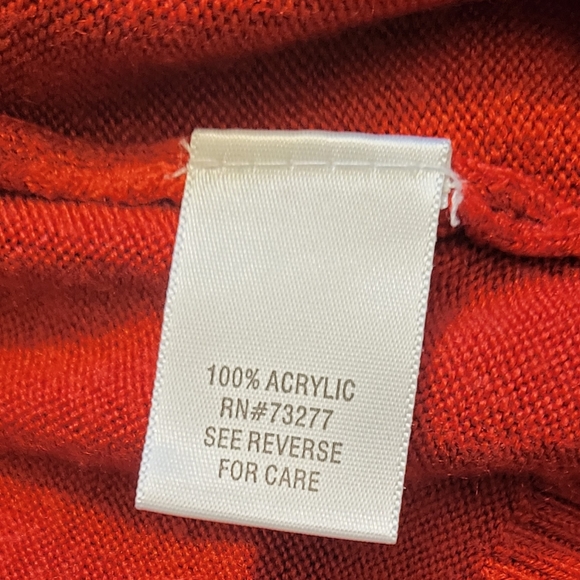 100% ACRYLIC
RN#73277
SEE REVERSE
FOR CARE